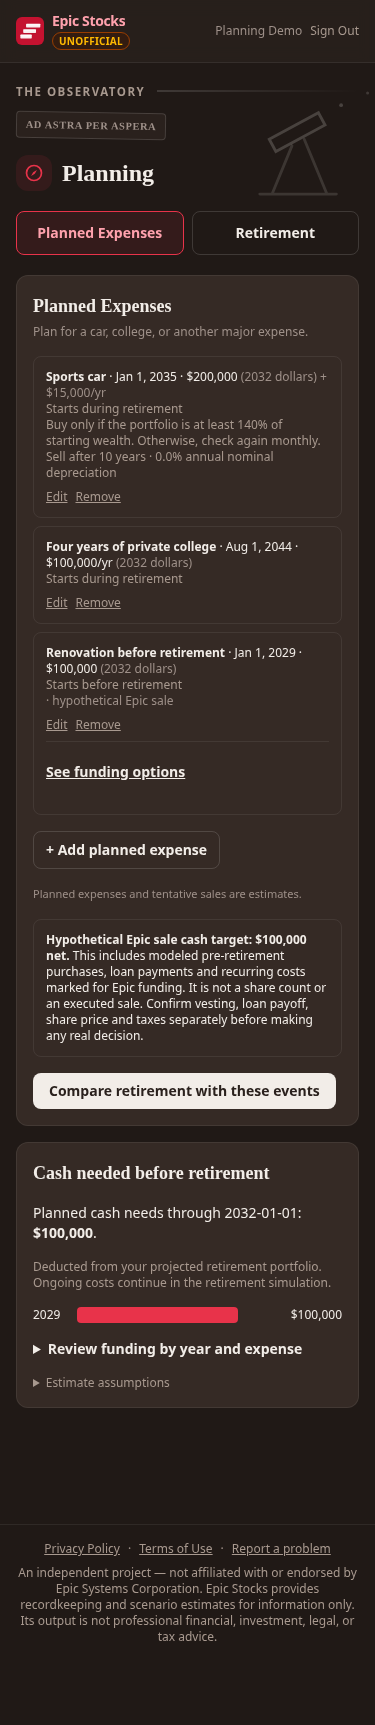 Epic Stocks
UNOFFICIAL
Planning Demo Sign Out
THE OBSERVATORY
AD ASTRA PER ASPERA
Planning
Planned Expenses
Retirement
Planned Expenses
Plan for a car, college, or another major expense.
Sports car · Jan 1, 2035 · $200,000 (2032 dollars) +
$15,000/yr
Starts during retirement
Buy only if the portfolio is at least 140% of
starting wealth. Otherwise, check again monthly.
Sell after 10 years · 0.0% annual nominal
depreciation
Edit Remove
Four years of private college · Aug 1, 2044 ·
$100,000/yr (2032 dollars)
Starts during retirement
Edit Remove
Renovation before retirement · Jan 1, 2029 ·
$100,000 (2032 dollars)
Starts before retirement
· hypothetical Epic sale
Edit Remove
See funding options
+ Add planned expense
Planned expenses and tentative sales are estimates.
Hypothetical Epic sale cash target: $100,000
net. This includes modeled pre-retirement
purchases, loan payments and recurring costs
marked for Epic funding. It is not a share count or
an executed sale. Confirm vesting, loan payoff,
share price and taxes separately before making
any real decision.
Compare retirement with these events
Cash needed before retirement
Planned cash needs through 2032-01-01:
$100,000.
Deducted from your projected retirement portfolio.
Ongoing costs continue in the retirement simulation.
2029 $100,000
Review funding by year and expense
Estimate assumptions
Privacy Policy · Terms of Use · Report a problem
An independent project — not affiliated with or endorsed by
Epic Systems Corporation. Epic Stocks provides
recordkeeping and scenario estimates for information only.
Its output is not professional financial, investment, legal, or
tax advice.